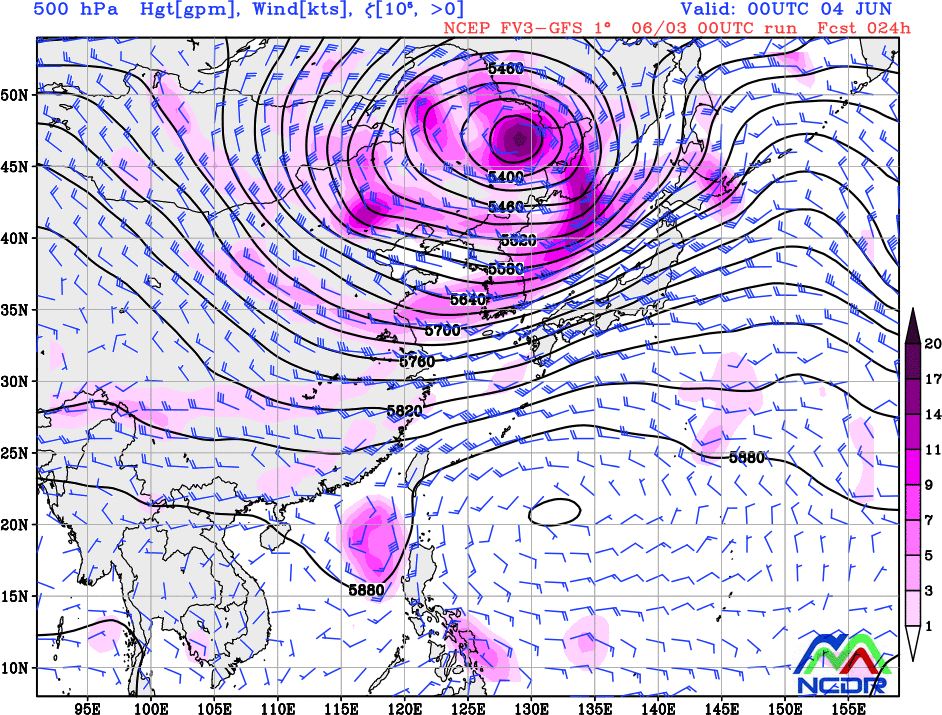 500 hPa Hgt[gpm], Wind[kts], ζ[10⁵, >0] Valid: 00UTC 04 JUN
NCEP FV3-GFS 1° 06/03 00UTC run Fcst 024h
5460
50N
45N
5400
5460
40N
5520
5580
5640
35N
5700
20
5760
30N
17
5820
14
25N
5880
11
9
20N
7
5
5880
15N
3
1
10N
NCDR
95E 100E 105E 110E 115E 120E 125E 130E 135E 140E 145E 150E 155E